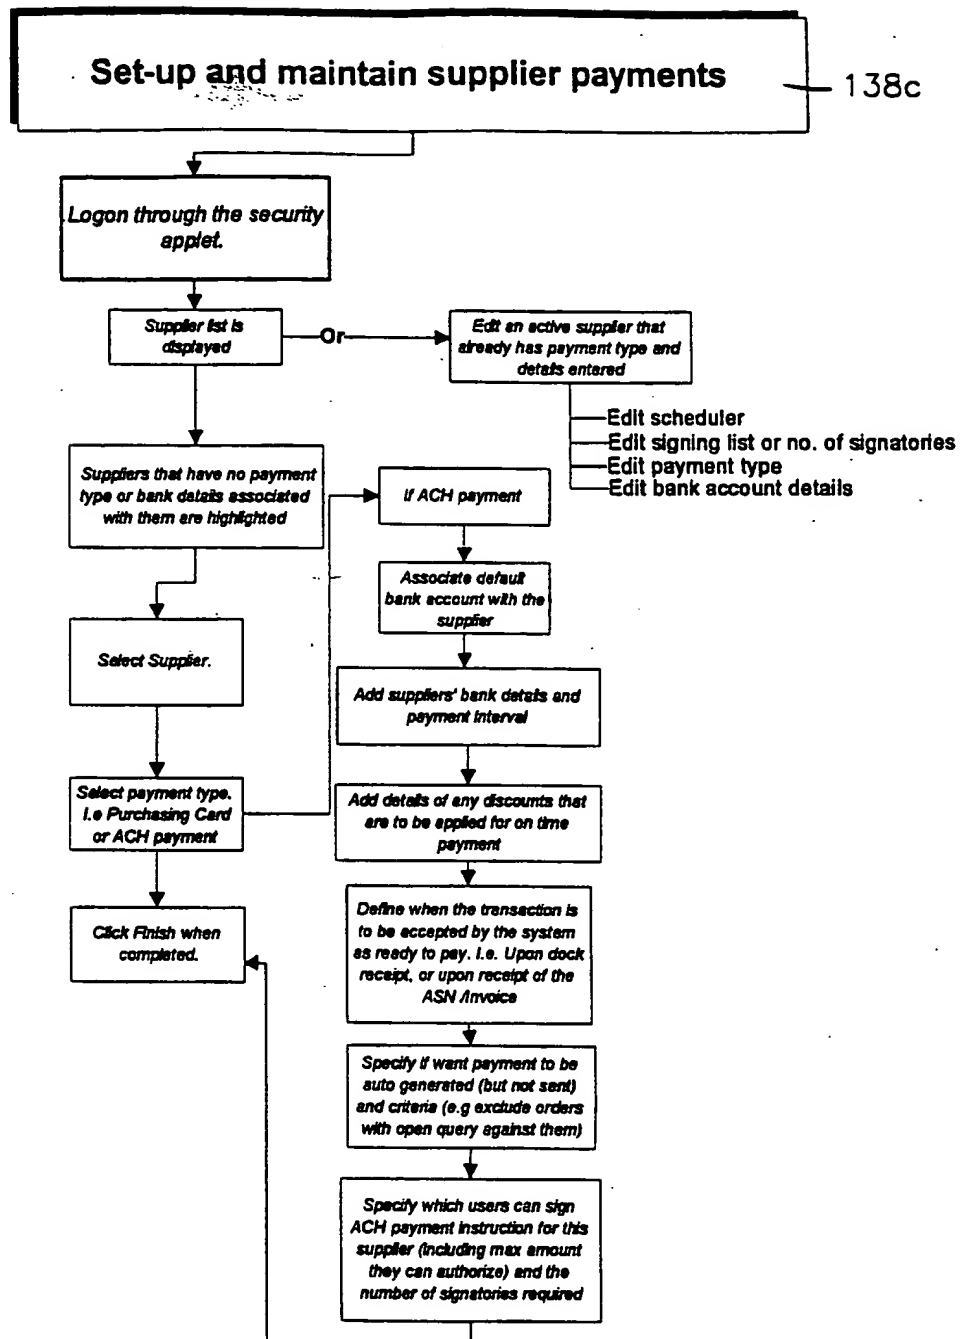 Set-up and maintain supplier payments
138c
Logon through the security
applet.
Supplier list is
displayed
Or
Edit an active supplier that
already has payment type and
details entered
Edit scheduler
Edit signing list or no. of signatories
Edit payment type
Edit bank account details
Suppliers that have no payment
type or bank details associated
with them are highlighted
Select Supplier.
Select payment type.
I.e Purchasing Card
or ACH payment
Click Finish when
completed.
If ACH payment
Associate default
bank account with the
supplier
Add suppliers' bank details and
payment interval
Add details of any discounts that
are to be applied for on time
payment
Define when the transaction is
to be accepted by the system
as ready to pay. I.e. Upon dock
receipt, or upon receipt of the
ASN /Invoice
Specify if want payment to be
auto generated (but not sent)
and criteria (e.g exclude orders
with open query against them)
Specify which users can sign
ACH payment instruction for this
supplier (including max amount
they can authorize) and the
number of signatories required